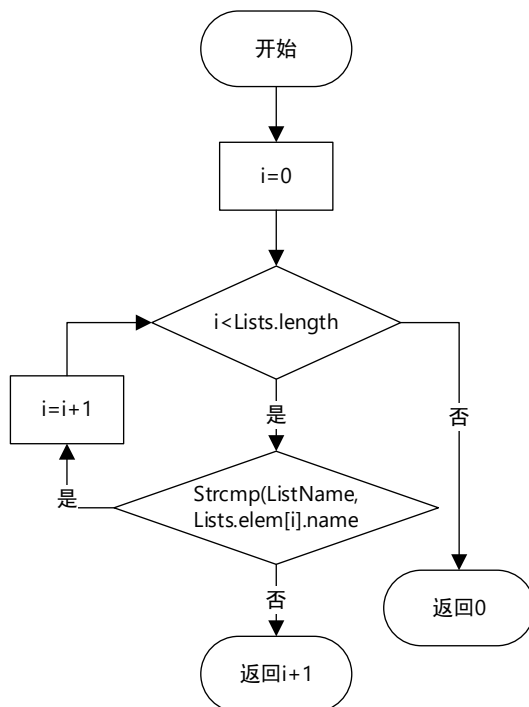 开始
i=0
i<Lists.length
i=i+1
是
否
Strcmp(ListName,
Lists.elem[i].name
是
否
返回0
返回i+1